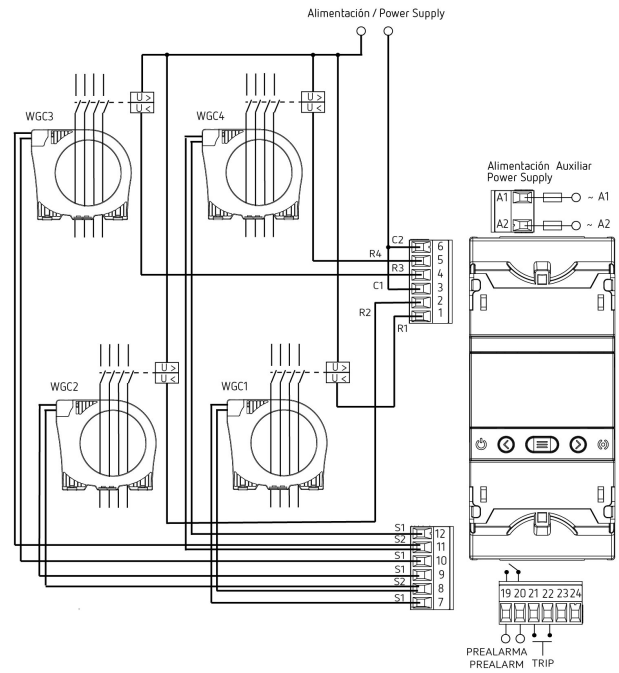 Alimentación / Power Supply
U >
U <
U >
U <
WGC3
WGC4
Alimentación Auxiliar
Power Supply
A1
~ A1
A2
~ A2
C2
6
R4
5
R3
4
C1
3
R2
2
1
R1
U >
U <
U >
U <
WGC2
WGC1
S1
12
S2
11
S1
10
S1
9
S2
8
S1
7
19 20 21 22 23 24
PREALARMA
PREALARM
TRIP